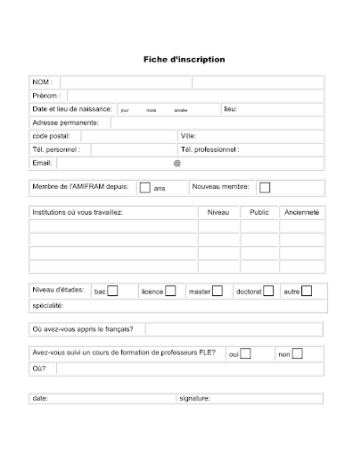 Fiche d'inscription
NOM :
Prénom :
Date et lieu de naissance: jour mois année lieu:
Adresse permanente:
code postal: Ville:
Tél. personnel : Tél. professionnel :
Email: @
Membre de l'AMIFRAM depuis: ans Nouveau membre:
Institutions où vous travaillez: Niveau Public Ancienneté
Niveau d'études: bac licence master doctorat autre
spécialité:
Où avez-vous appris le français?
Avez-vous suivi un cours de formation de professeurs FLE? oui non
Où?
date: signature: